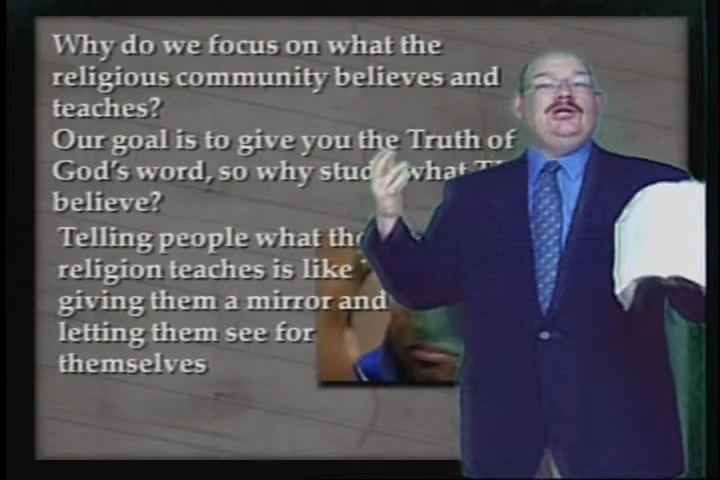 Why do we focus on what the
religious community believes and
teaches?
Our goal is to give you the Truth of
God's word, so why study what
believe?
Telling people what the
religion teaches is like
giving them a mirror and
letting them see for
themselves